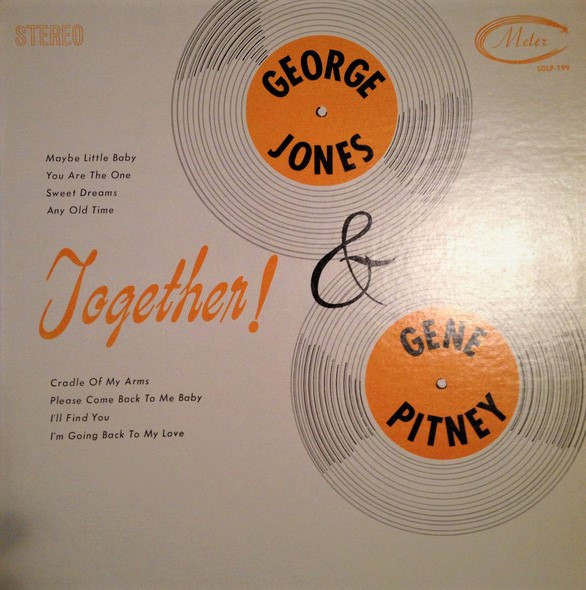 STEREO
GEORGE
JONES
Melez
SDLP-199
Maybe Little Baby
You Are The One
Sweet Dreams
Any Old Time
&
Together!
GENE
PITNEY
Cradle Of My Arms
Please Come Back To Me Baby
I'll Find You
I'm Going Back To My Love